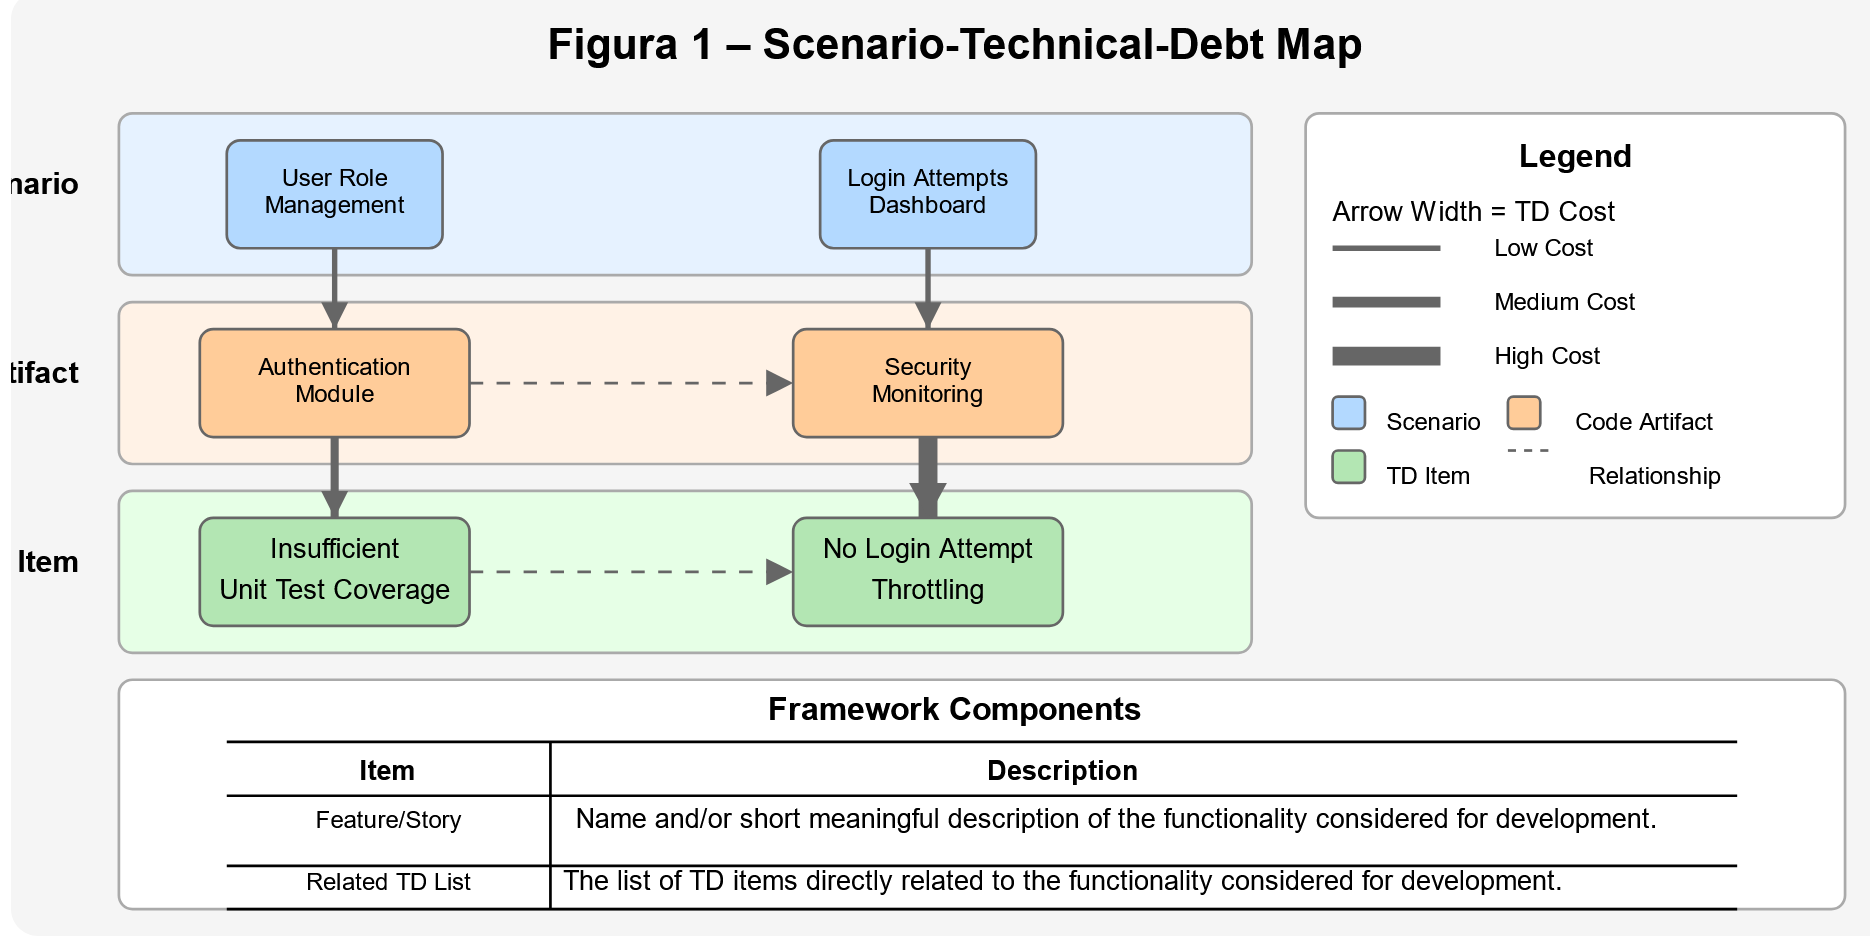 Figura 1 – Scenario-Technical-Debt Map
nario
User Role
Management
Login Attempts
Dashboard
tifact
Authentication
Module
Security
Monitoring
Item
Insufficient
Unit Test Coverage
No Login Attempt
Throttling
Legend
Arrow Width = TD Cost
Low Cost
Medium Cost
High Cost
Scenario
Code Artifact
TD Item
Relationship
Framework Components
Item
Description
Feature/Story
Name and/or short meaningful description of the functionality considered for development.
Related TD List
The list of TD items directly related to the functionality considered for development.